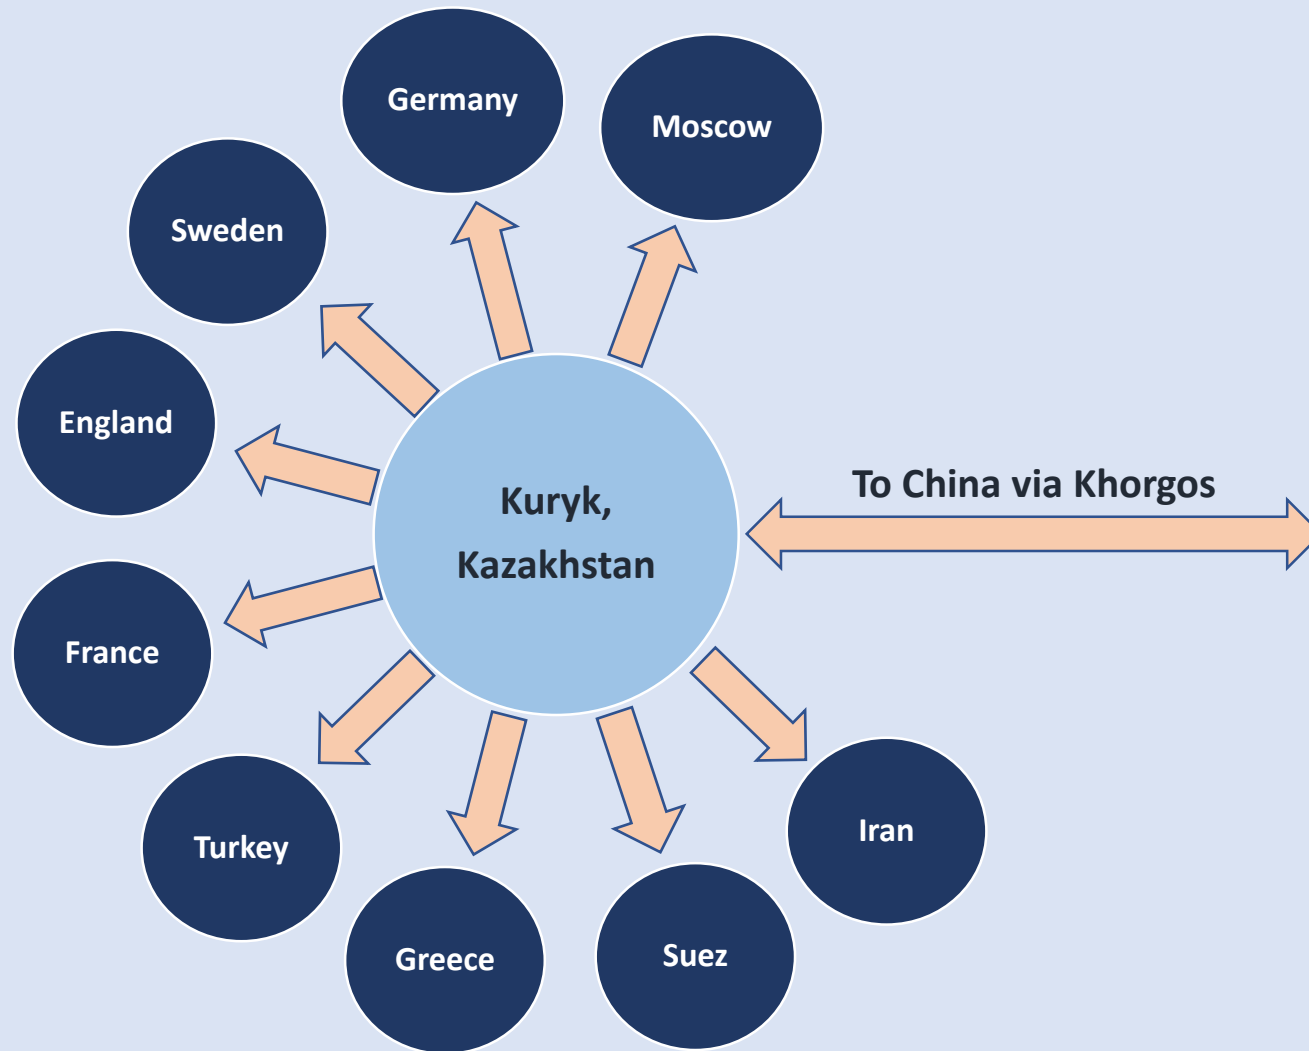 Germany
Moscow
Sweden
England
To China via Khorgos
Kuryk,
Kazakhstan
France
Turkey
Iran
Greece
Suez